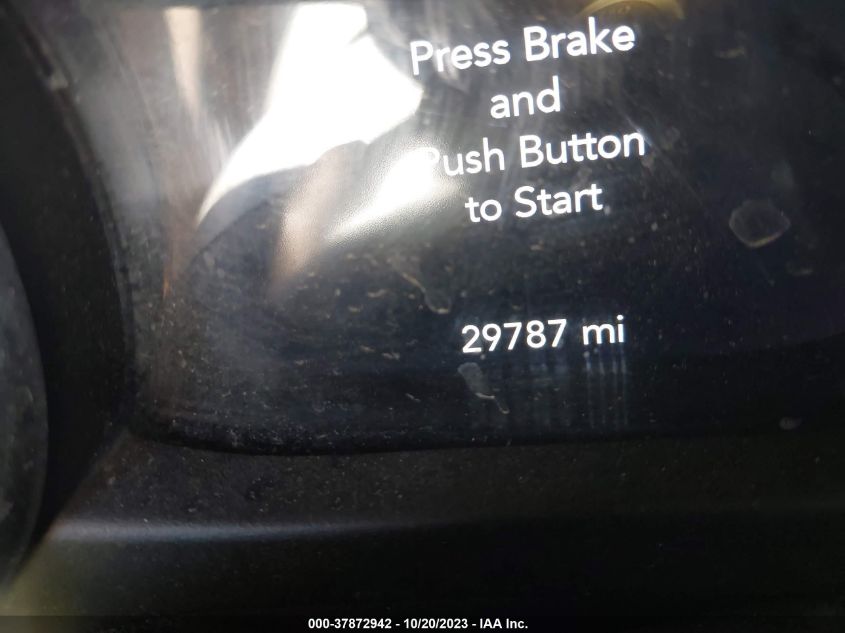 Press Brake
and
Push Button
to Start
29787 mi
000-37872942 - 10/20/2023 - IAA Inc.